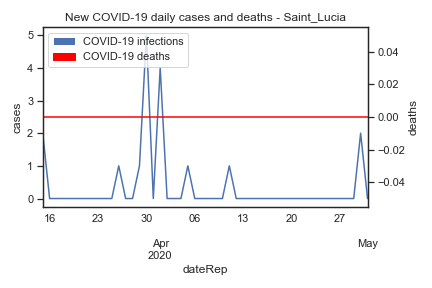 New COVID-19 daily cases and deaths - Saint_Lucia
COVID-19 infections
COVID-19 deaths
5
4
3
2
1
0
cases
0.04
0.02
0.00
−0.02
−0.04
deaths
16 23 30 06 13 20 27
Apr May
2020
dateRep